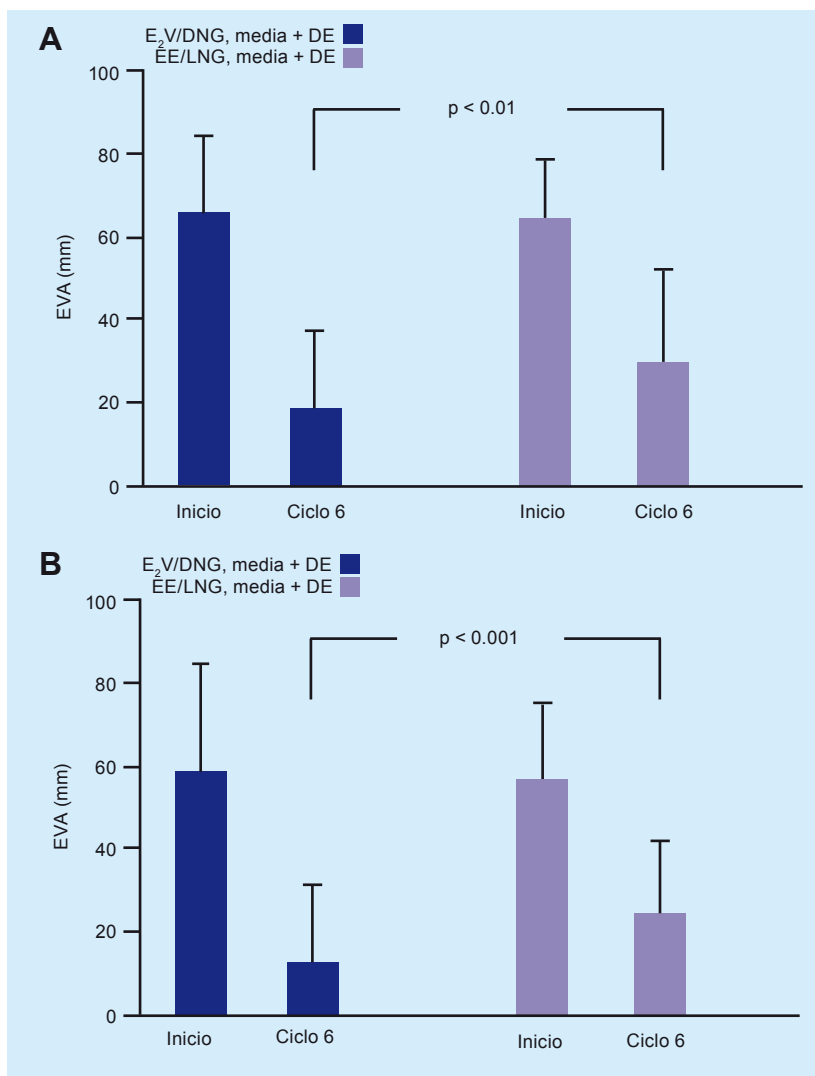 A
E₂V/DNG, media + DE
EE/LNG, media + DE
100
80
60
40
20
0
EVA (mm)
p < 0.01
Inicio
Ciclo 6
Inicio
Ciclo 6
B
E₂V/DNG, media + DE
EE/LNG, media + DE
100
80
60
40
20
0
EVA (mm)
p < 0.001
Inicio
Ciclo 6
Inicio
Ciclo 6